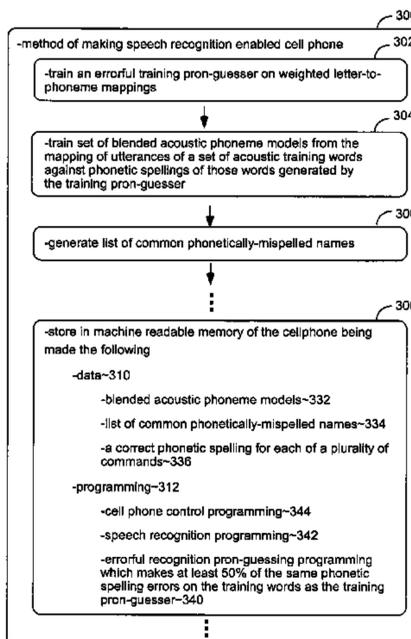 300
-method of making speech recognition enabled cell phone
302
-train an errorful training pron-guesser on weighted letter-to-
phoneme mappings
304
-train set of blended acoustic phoneme models from the
mapping of utterances of a set of acoustic training words
against phonetic spellings of those words generated by
the training pron-guesser
-generate list of common phonetically-mispelled names
-store in machine readable memory of the cellphone being
made the following
-data~310
-blended acoustic phoneme models~332
-list of common phonetically-mispelled names~334
-a correct phonetic spelling for each of a plurality of
commands~336
-programming~312
-cell phone control programming~344
-speech recognition programming~342
-errorful recognition pron-guessing programming
which makes at least 50% of the same phonetic
spelling errors on the training words as the training
pron-guesser~340